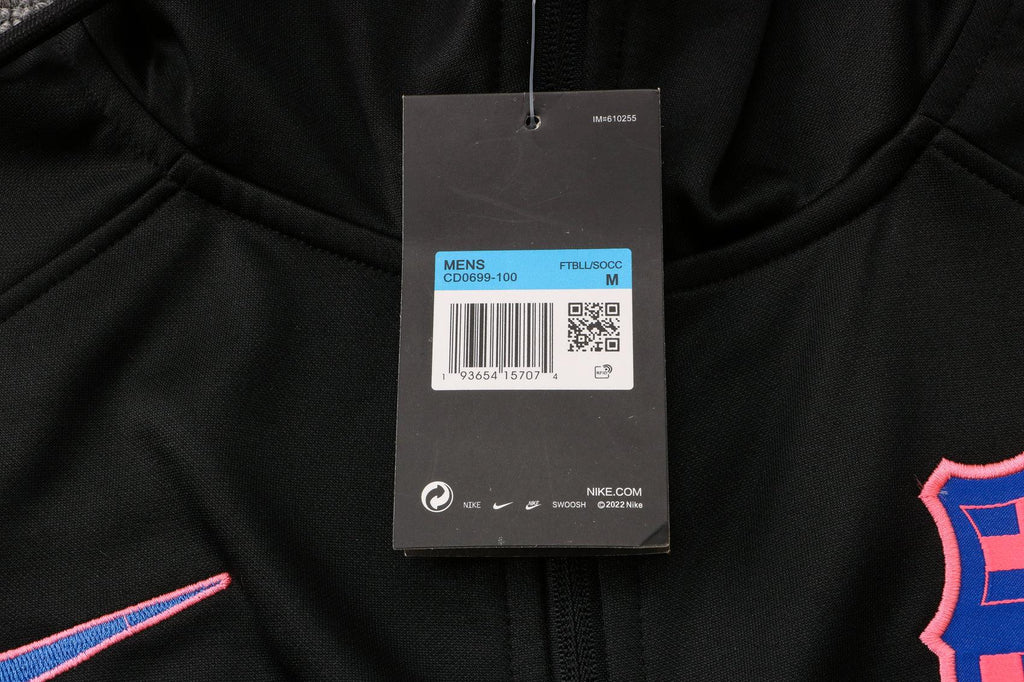 IM=610255
MENS
FTBLL/SOCC
CD0699-100
M
1 93654 15707 4
NIKE.COM
NIKE
SWOOSH
©2022 Nike